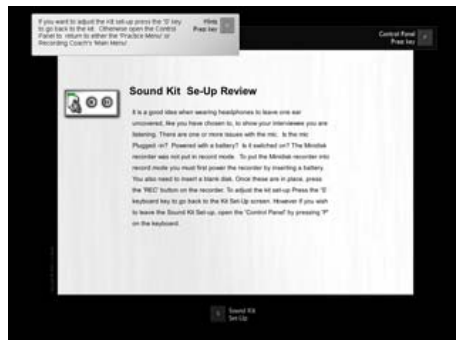 If you want to adjust the kit set-up press the 'S' key
to go back to the kit. Otherwise open the Control
Panel to return to either the 'Practice Menu' or
Recording Coach's 'Main Menu'.
Hints
Press key
Control Panel
Press key
Sound Kit Se-Up Review
It is a good idea when wearing headphones to leave one ear
uncovered, like you have chosen to, to show your interviewee you are
listening. There are one or more issues with the mic. Is the mic
Plugged -in? Powered with a battery? Is it switched on? The Minidisk
recorder was not put in record mode. To put the Minidisk recorder into
record mode you must first power the recorder by inserting a battery.
You also need to insert a blank disk. Once these are in place, press
the 'REC' button on the recorder. To adjust the kit set-up Press the 'S'
keyboard key to go back to the Kit Set-Up screen. However if you wish
to leave the Sound Kit Set-up, open the 'Control Panel' by pressing 'P'
on the keyboard.
S
Sound Kit
Set-Up